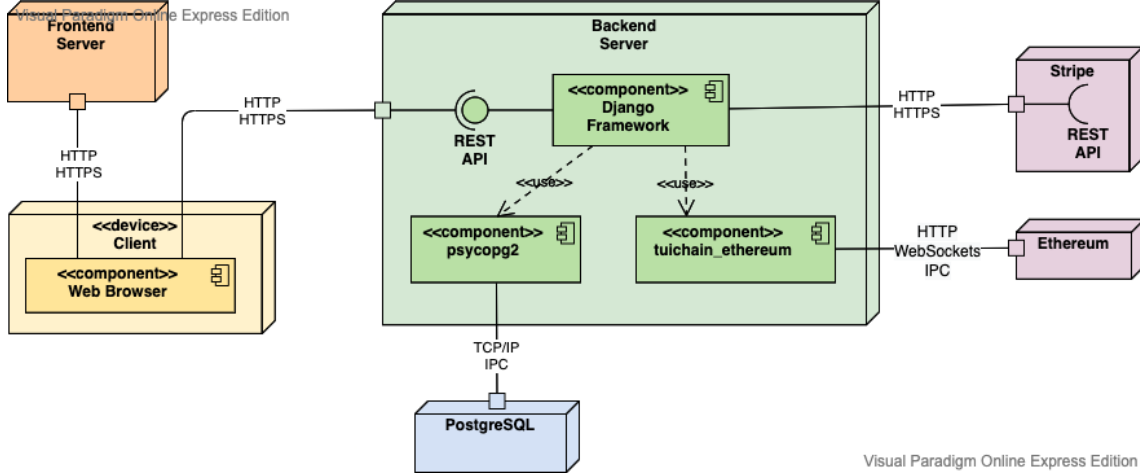 Visual Paradigm Online Express Edition
Frontend
Server
HTTP
HTTPS
<<device>>
Client
<<component>>
Web Browser
HTTP
HTTPS
Backend
Server
REST
API
<<component>>
Django
Framework
<<use>>
<<use>>
<<component>>
psycopg2
<<component>>
tuichain_ethereum
HTTP
HTTPS
Stripe
REST
API
HTTP
WebSockets
IPC
Ethereum
TCP/IP
IPC
PostgreSQL
Visual Paradigm Online Express Edition